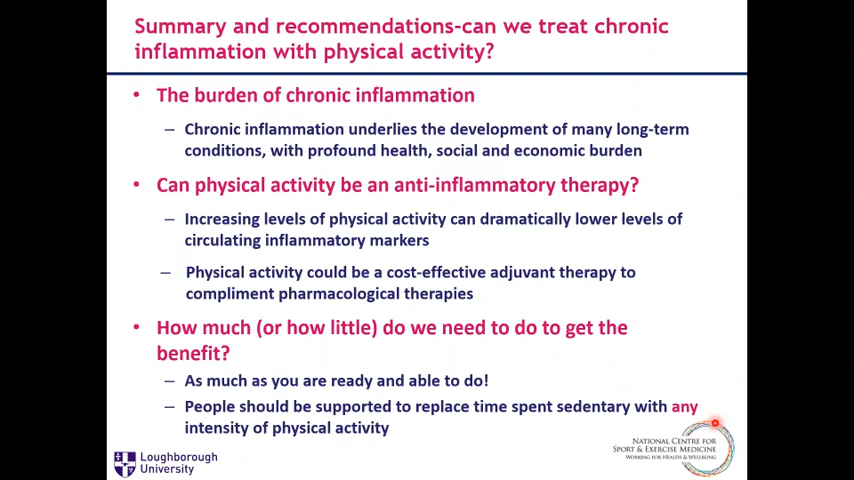 Summary and recommendations-can we treat chronic
inflammation with physical activity?
• The burden of chronic inflammation
– Chronic inflammation underlies the development of many long-term
conditions, with profound health, social and economic burden
• Can physical activity be an anti-inflammatory therapy?
– Increasing levels of physical activity can dramatically lower levels of
circulating inflammatory markers
– Physical activity could be a cost-effective adjuvant therapy to
compliment pharmacological therapies
• How much (or how little) do we need to do to get the
benefit?
– As much as you are ready and able to do!
– People should be supported to replace time spent sedentary with any
intensity of physical activity
Loughborough
University
NATIONAL CENTRE FOR
SPORT & EXERCISE MEDICINE
WORKING FOR HEALTH & WELLBEING